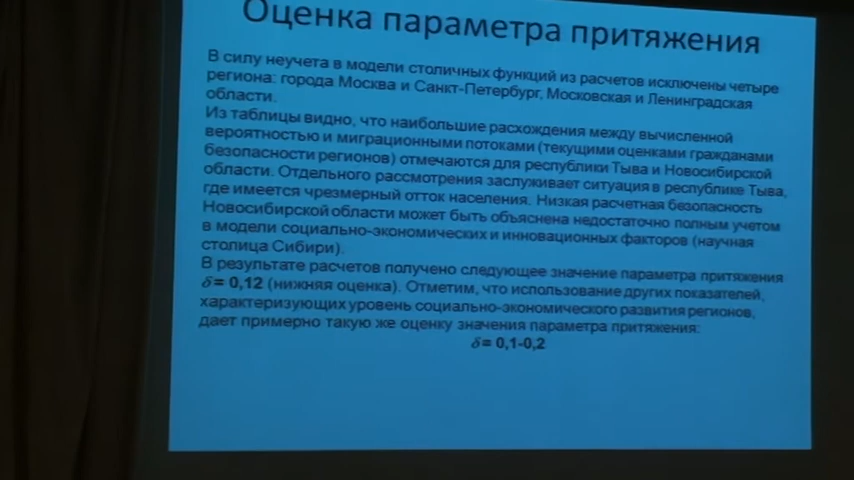 Оценка параметра притяжения
В силу неучета в модели столичных функций из расчетов исключены четыре
региона: города Москва и Санкт-Петербург, Московская и Ленинградская
области.
Из таблицы видно, что наибольшие расхождения между вычисленной
вероятностью и миграционными потоками (текущими оценками гражданами
безопасности регионов) отмечаются для республики Тыва и Новосибирской
области. Отдельного рассмотрения заслуживает ситуация в республике Тыва,
где имеется чрезмерный отток населения. Низкая расчетная безопасность
Новосибирской области может быть объяснена недостаточно полным учетом
в модели социально-экономических и инновационных факторов (научная
столица Сибири).
В результате расчетов получено следующее значение параметра притяжения
δ= 0,12 (нижняя оценка). Отметим, что использование других показателей,
характеризующих уровень социально-экономического развития регионов,
дает примерно такую же оценку значения параметра притяжения:
δ= 0,1-0,2